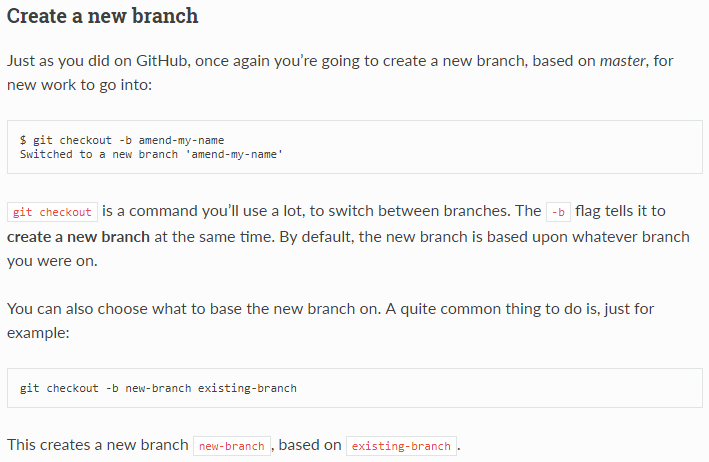 Create a new branch
Just as you did on GitHub, once again you’re going to create a new branch, based on master, for
new work to go into:
$ git checkout -b amend-my-name
Switched to a new branch 'amend-my-name'
git checkout is a command you’ll use a lot, to switch between branches. The -b flag tells it to
create a new branch at the same time. By default, the new branch is based upon whatever branch
you were on.
You can also choose what to base the new branch on. A quite common thing to do is, just for
example:
git checkout -b new-branch existing-branch
This creates a new branch new-branch, based on existing-branch.